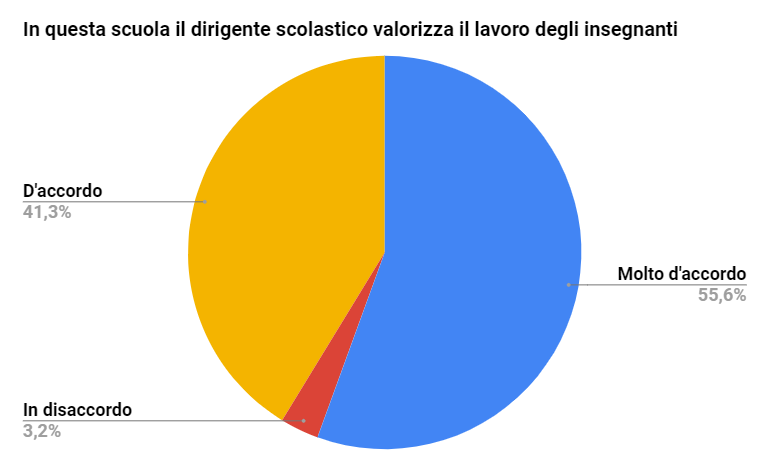 In questa scuola il dirigente scolastico valorizza il lavoro degli insegnanti
D'accordo
41,3%
Molto d'accordo
55,6%
In disaccordo
3,2%